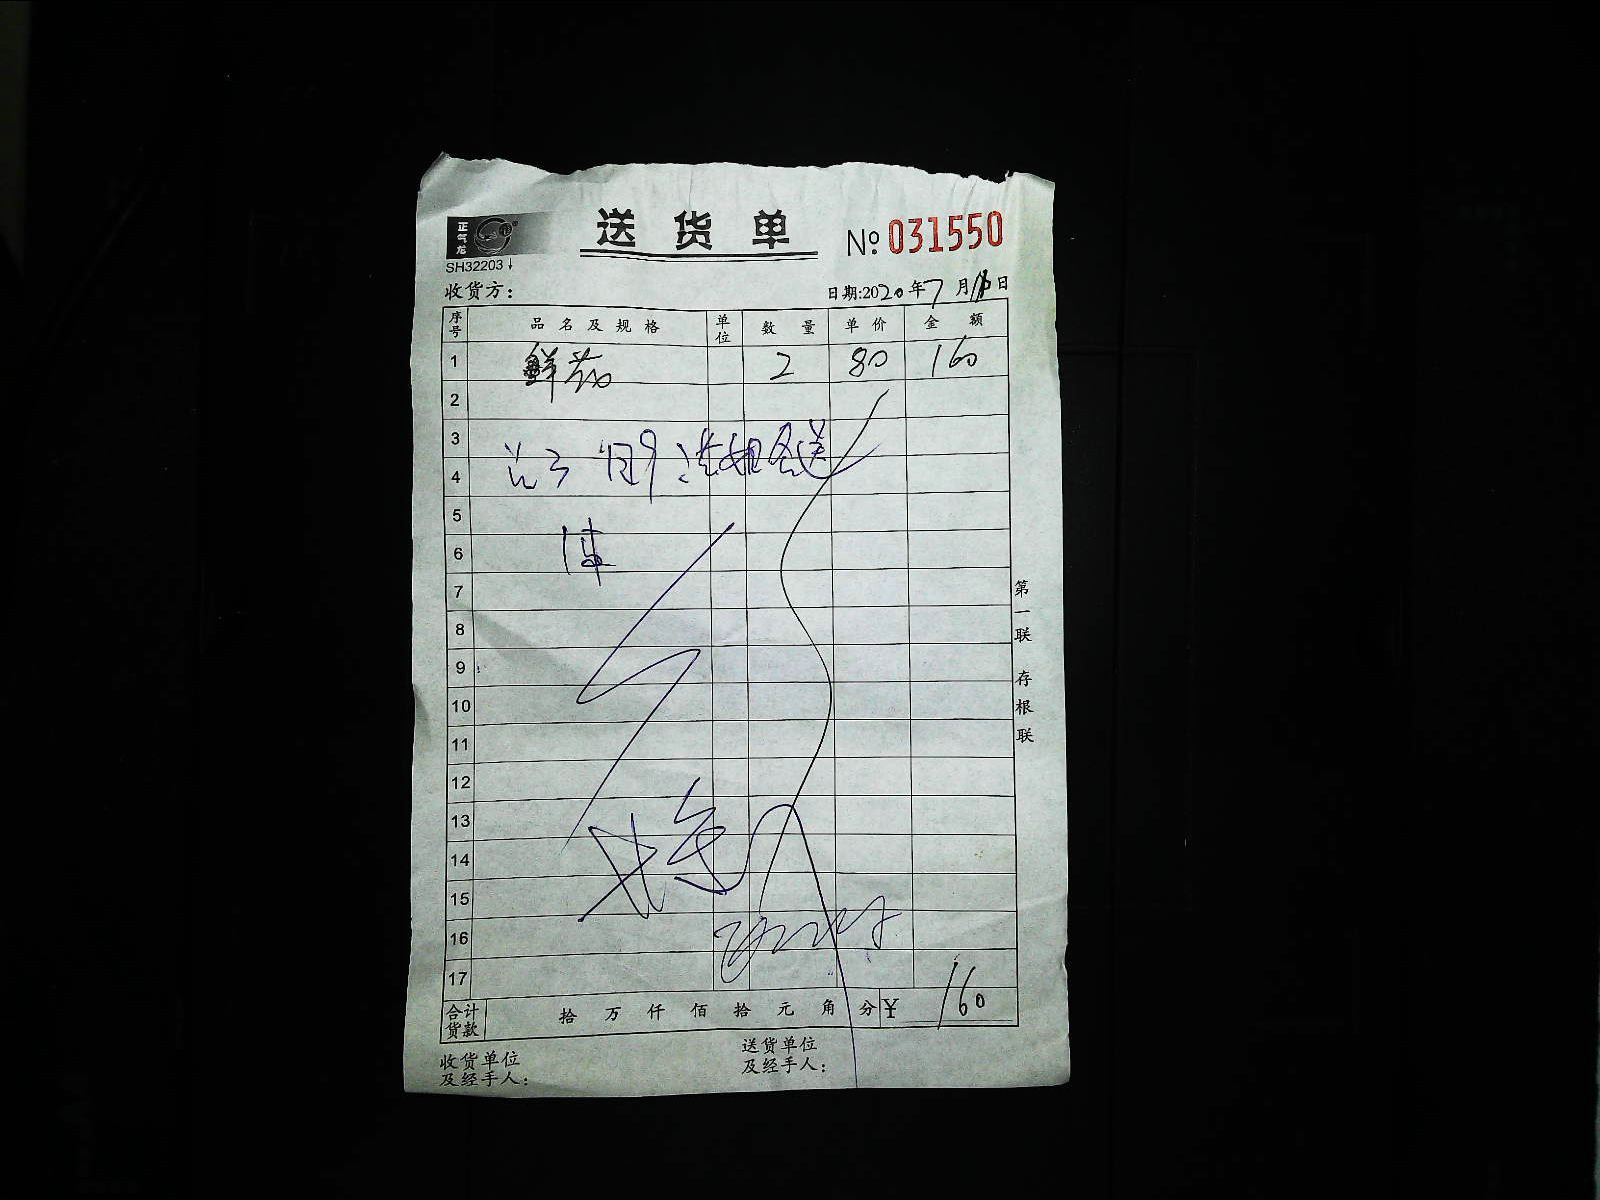 正气龙
送货单 № 031550
SH32203
收货方： 日期:2020年7月 日
序号 品名及规格 单位 数量 单价 金额
1 鲜花 2 80 160
2
3
4
5
6
7
8
9
10
11
12
13
14
15
16
17
合计货款 拾 万 仟 佰 拾 元 角 分 ¥ 160
收货单位及经手人： 送货单位及经手人：
第一联 存根联